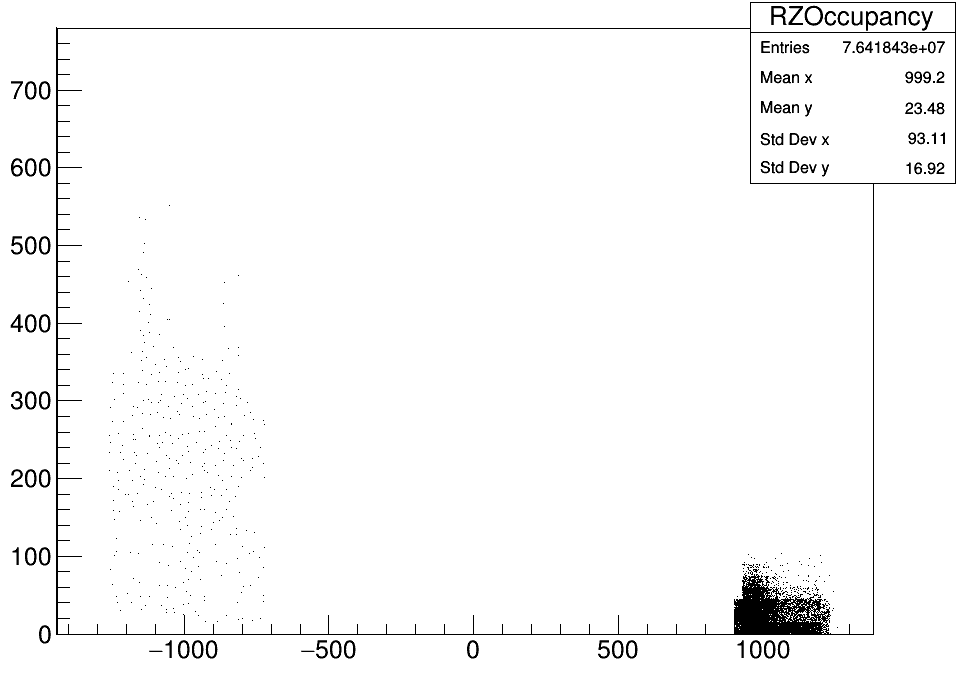 RZOccupancy
Entries 7.641843e+07
Mean x 999.2
Mean y 23.48
Std Dev x 93.11
Std Dev y 16.92
700
600
500
400
300
200
100
0
−1000 −500 0 500 1000